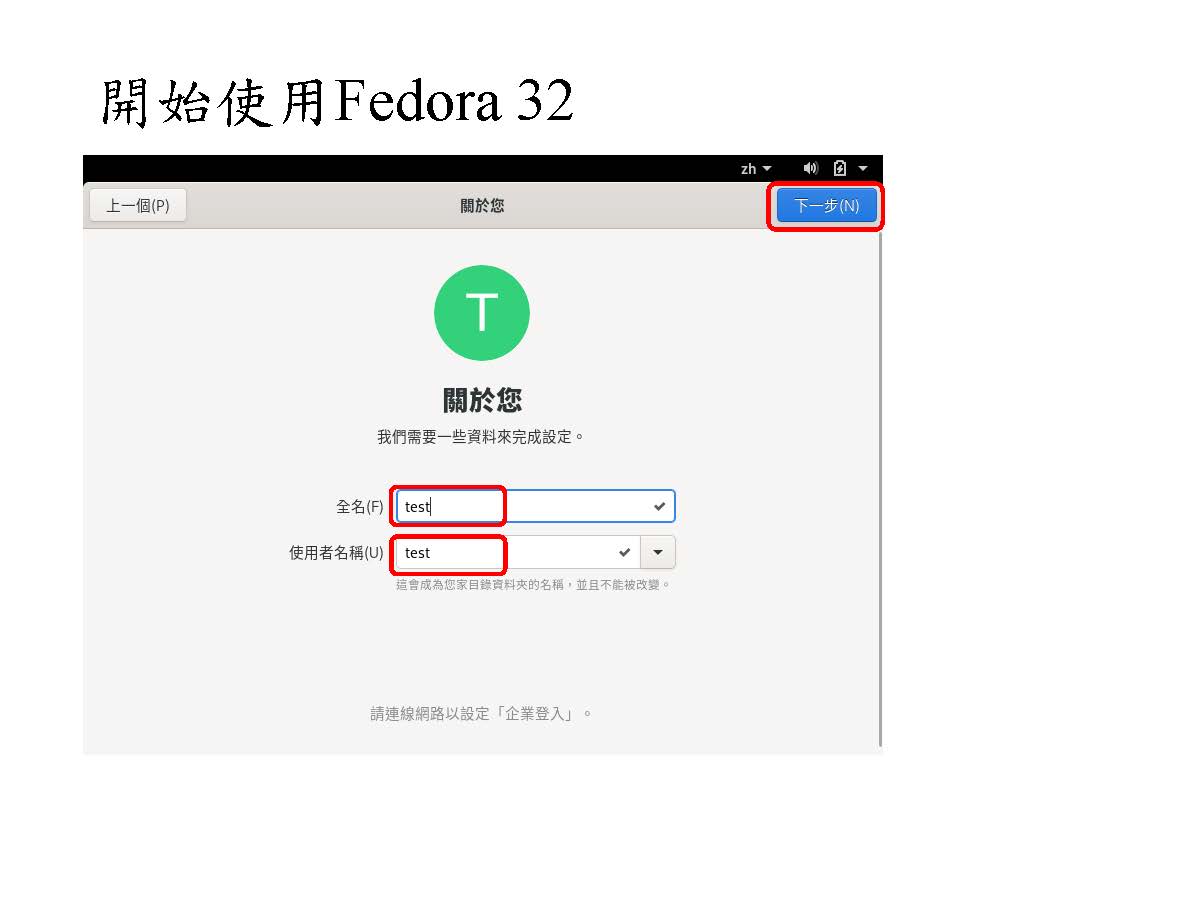 開始使用Fedora 32
zh
上一個(P)
關於您
下一步(N)
T
關於您
我們需要一些資料來完成設定。
全名(F) test
使用者名稱(U) test
這會成為您家目錄資料夾的名稱,並且不能被改變。
請連線網路以設定「企業登入」。